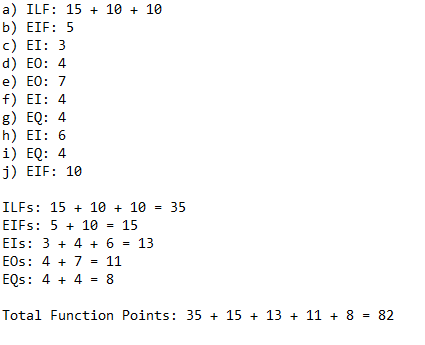 a) ILF: 15 + 10 + 10
b) EIF: 5
c) EI: 3
d) EO: 4
e) EO: 7
f) EI: 4
g) EQ: 4
h) EI: 6
i) EQ: 4
j) EIF: 10
ILFs: 15 + 10 + 10 = 35
EIFs: 5 + 10 = 15
EIs: 3 + 4 + 6 = 13
EOs: 4 + 7 = 11
EQs: 4 + 4 = 8
Total Function Points: 35 + 15 + 13 + 11 + 8 = 82